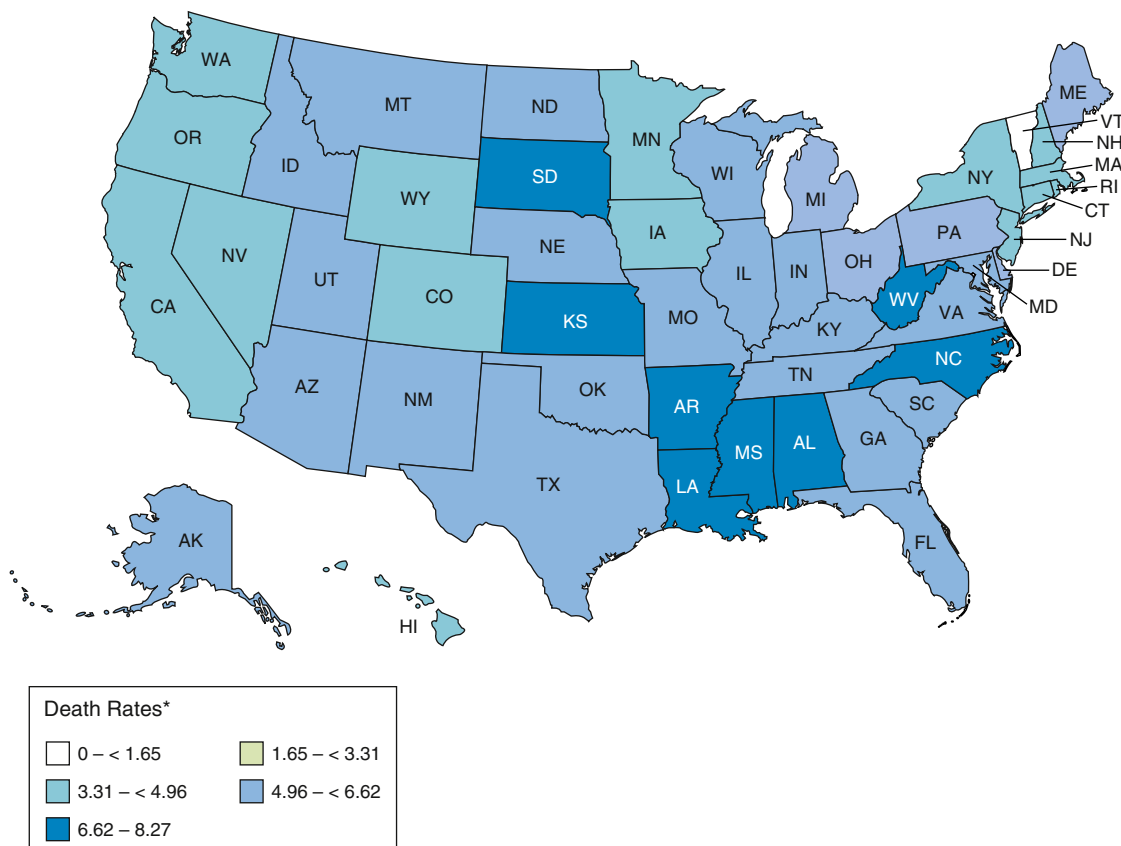 WA
MT
ND
MN
ME
VT
NH
MA
RI
CT
NJ
DE
MD
OR
ID
SD
WI
NY
WY
MI
IA
PA
NE
NV
UT
CO
IL
IN
OH
WV
VA
CA
KS
MO
KY
NC
TN
AZ
NM
OK
AR
SC
MS
AL
GA
LA
TX
AK
FL
HI
Death Rates*
0 – < 1.65
1.65 – < 3.31
3.31 – < 4.96
4.96 – < 6.62
6.62 – 8.27